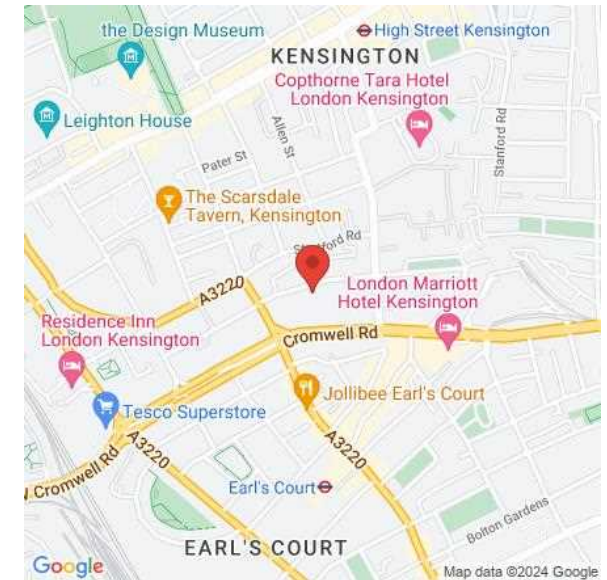 the Design Museum
High Street Kensington
KENSINGTON
Copthorne Tara Hotel
London Kensington
Leighton House
Allen St
Stanford Rd
Pater St
The Scarsdale
Tavern, Kensington
Stratford Rd
London Marriott
Hotel Kensington
A3220
Residence Inn
London Kensington
Cromwell Rd
Jollibee Earl's Court
Tesco Superstore
A3220
A3220
W Cromwell Rd
Earl's Court
Bolton Gardens
EARL'S COURT
Google
Map data ©2024 Google